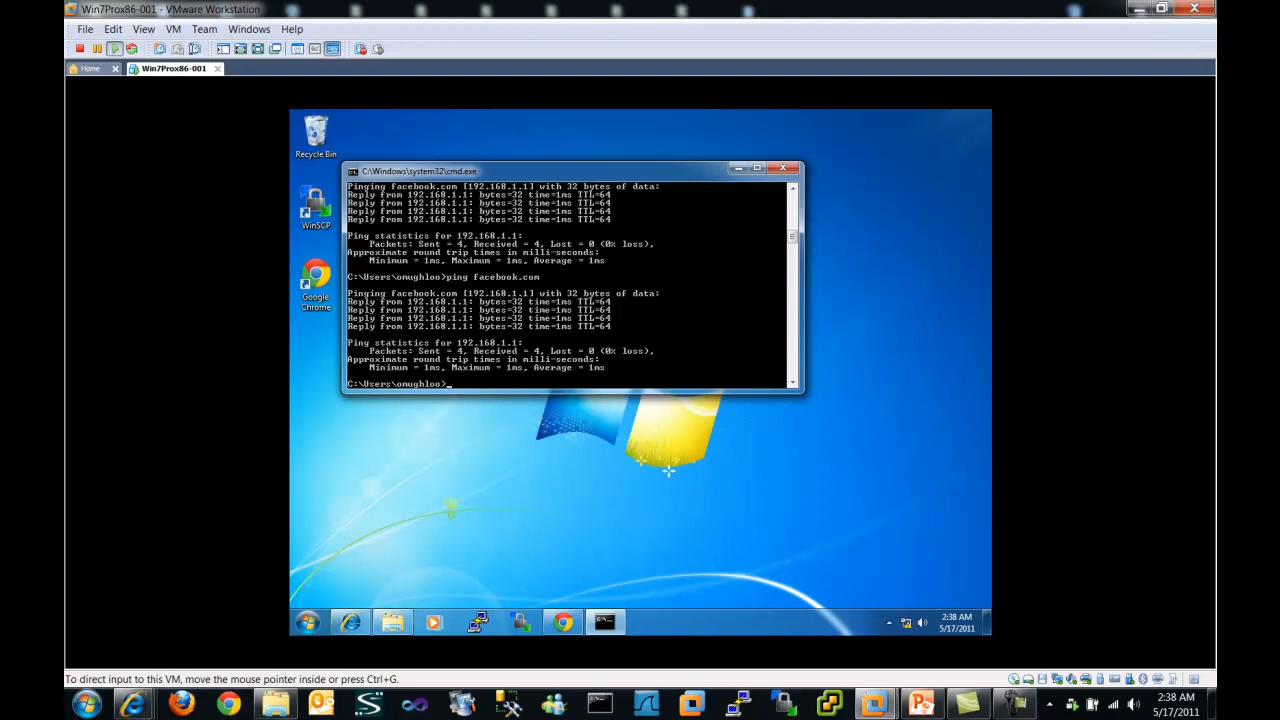 Win7Prox86-001 - VMware Workstation
File Edit View VM Team Windows Help
Home Win7Prox86-001
Recycle Bin
WinSCP
Google
Chrome
C:\Windows\system32\cmd.exe
Pinging facebook.com [192.168.1.1] with 32 bytes of data:
Reply from 192.168.1.1: bytes=32 time=1ms TTL=64
Reply from 192.168.1.1: bytes=32 time=1ms TTL=64
Reply from 192.168.1.1: bytes=32 time=1ms TTL=64
Reply from 192.168.1.1: bytes=32 time=1ms TTL=64
Ping statistics for 192.168.1.1:
Packets: Sent = 4, Received = 4, Lost = 0 (0% loss),
Approximate round trip times in milli-seconds:
Minimum = 1ms, Maximum = 1ms, Average = 1ms
C:\Users\omughloo>ping facebook.com
Pinging facebook.com [192.168.1.1] with 32 bytes of data:
Reply from 192.168.1.1: bytes=32 time=1ms TTL=64
Reply from 192.168.1.1: bytes=32 time=1ms TTL=64
Reply from 192.168.1.1: bytes=32 time=1ms TTL=64
Reply from 192.168.1.1: bytes=32 time=1ms TTL=64
Ping statistics for 192.168.1.1:
Packets: Sent = 4, Received = 4, Lost = 0 (0% loss),
Approximate round trip times in milli-seconds:
Minimum = 1ms, Maximum = 1ms, Average = 1ms
C:\Users\omughloo>_
2:38 AM
5/17/2011
To direct input to this VM, move the mouse pointer inside or press Ctrl+G.
2:38 AM
5/17/2011